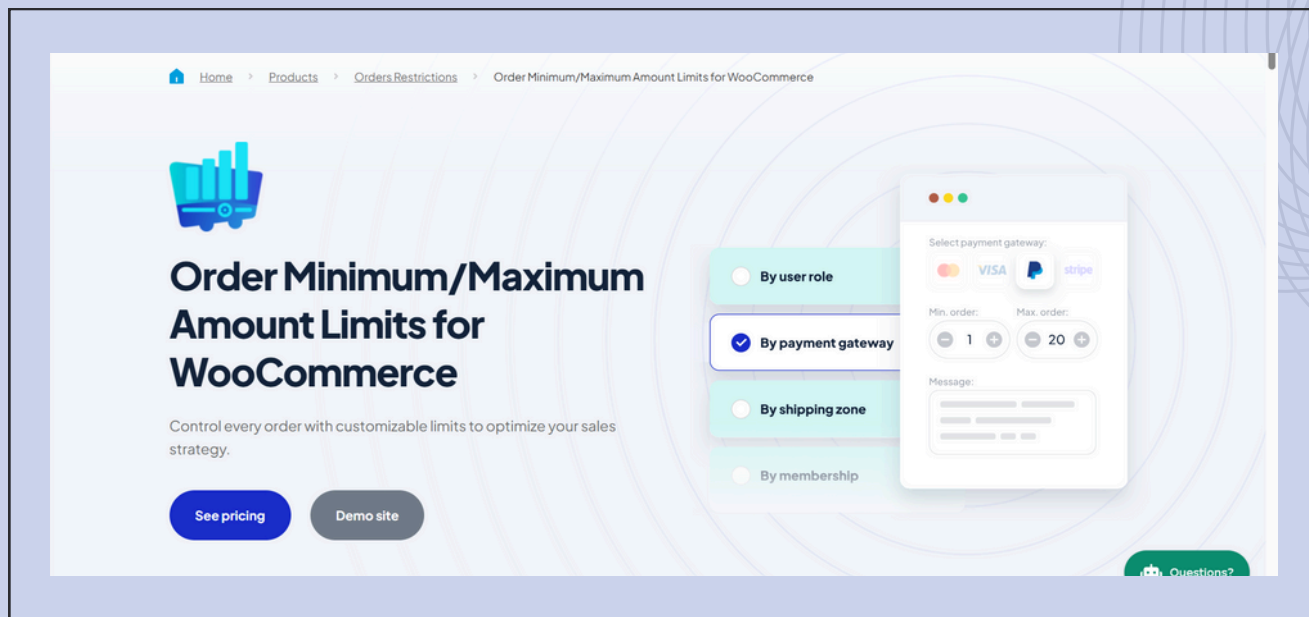 Home > Products > Orders Restrictions > Order Minimum/Maximum Amount Limits for WooCommerce
Order Minimum/Maximum
Amount Limits for
WooCommerce
Control every order with customizable limits to optimize your sales
strategy.
See pricing
Demo site
By user role
By payment gateway
By shipping zone
By membership
Select payment gateway:
VISA
stripe
Min. order:
Max. order:
1
20
Message:
Questions?